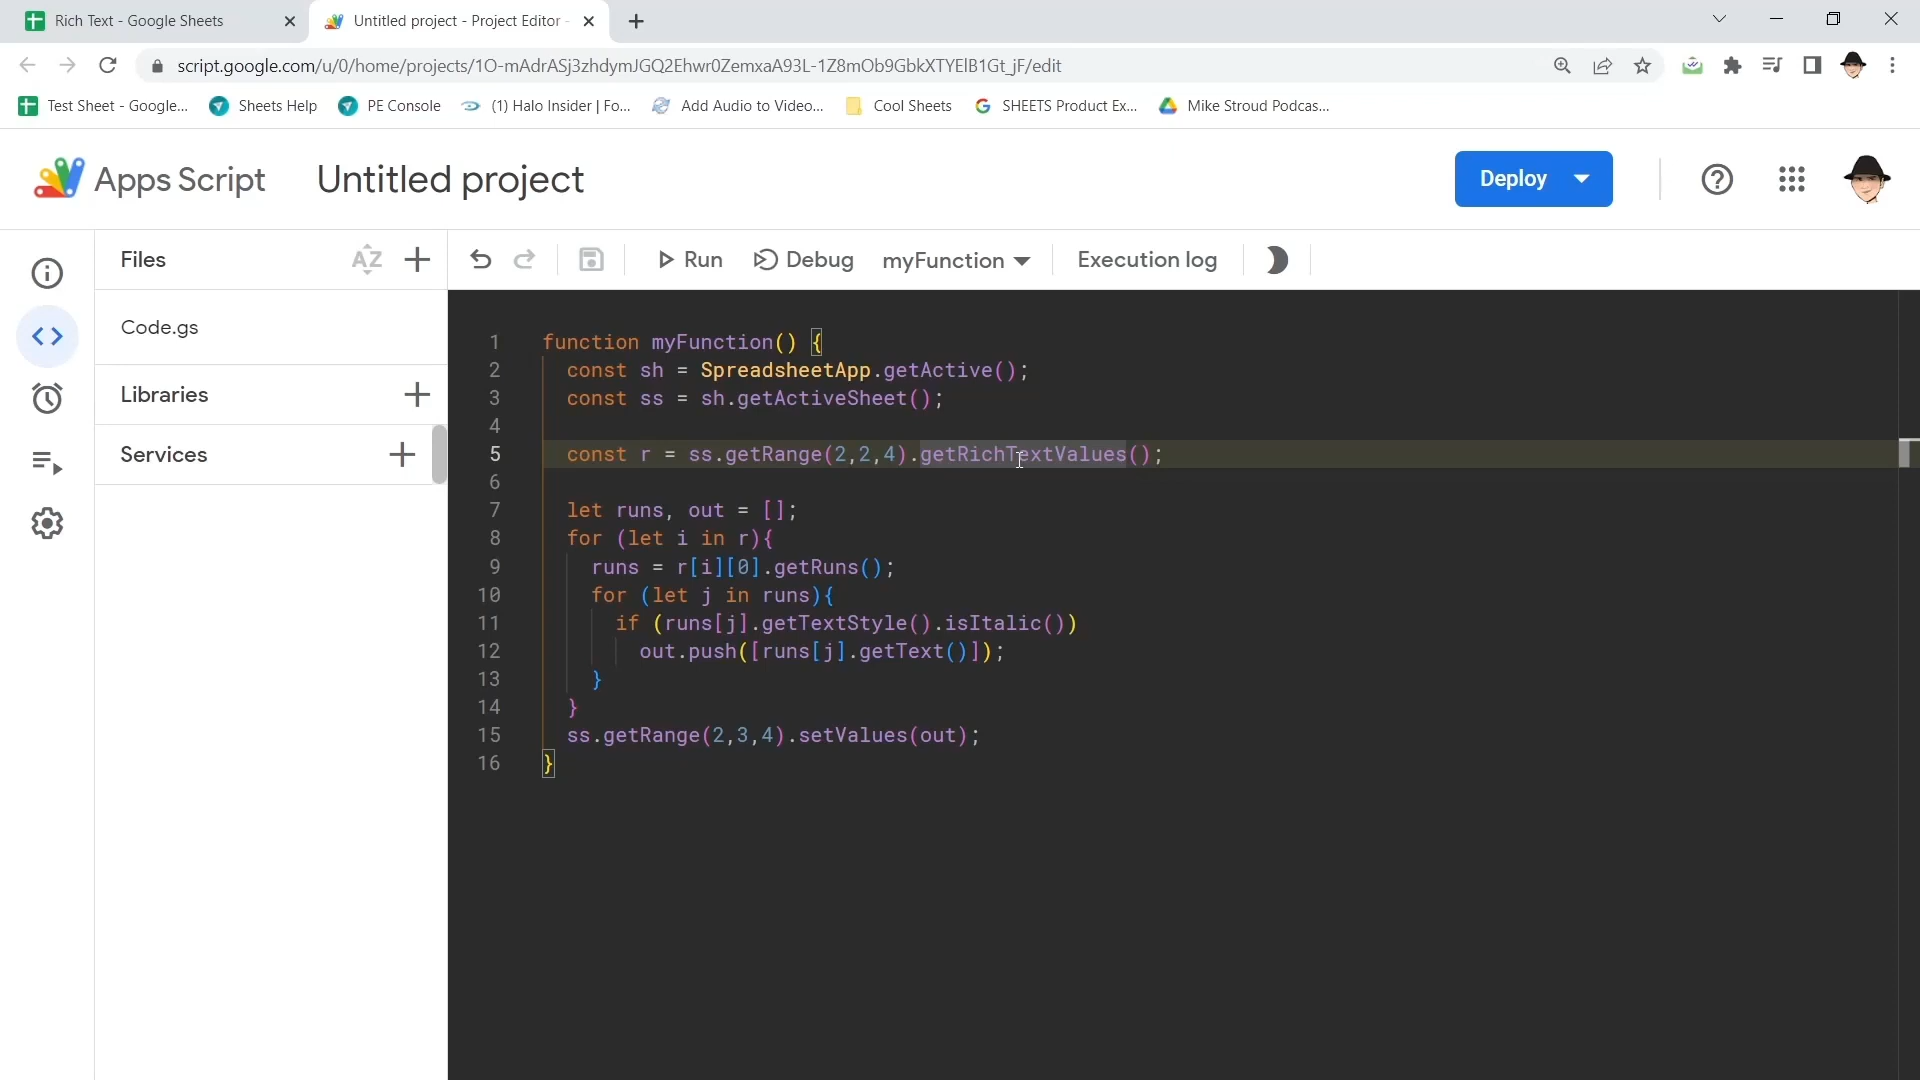 Rich Text - Google Sheets
Untitled project - Project Editor -
script.google.com/u/0/home/projects/1O-mAdrASj3zhdymJGQ2Ehwr0ZemxaA93L-1Z8mOb9GbkXTYElB1Gt_jF/edit
Test Sheet - Google...
Sheets Help
PE Console
(1) Halo Insider | Fo...
Add Audio to Video...
Cool Sheets
SHEETS Product Ex...
Mike Stroud Podcas...
Apps Script
Untitled project
Deploy
Files
AZ
Run
Debug
myFunction
Execution log
Code.gs
Libraries
Services
1 function myFunction() {
2 const sh = SpreadsheetApp.getActive();
3 const ss = sh.getActiveSheet();
4
5 const r = ss.getRange(2,2,4).getRichTextValues();
6
7 let runs, out = [];
8 for (let i in r){
9 runs = r[i][0].getRuns();
10 for (let j in runs){
11 if (runs[j].getTextStyle().isItalic())
12 out.push([runs[j].getText()]);
13 }
14 }
15 ss.getRange(2,3,4).setValues(out);
16 }